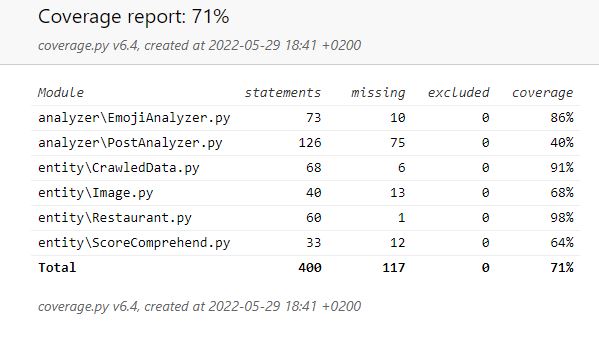 Coverage report: 71%
coverage.py v6.4, created at 2022-05-29 18:41 +0200
Module statements missing excluded coverage
analyzer\EmojiAnalyzer.py 73 10 0 86%
analyzer\PostAnalyzer.py 126 75 0 40%
entity\CrawledData.py 68 6 0 91%
entity\Image.py 40 13 0 68%
entity\Restaurant.py 60 1 0 98%
entity\ScoreComprehend.py 33 12 0 64%
Total 400 117 0 71%
coverage.py v6.4, created at 2022-05-29 18:41 +0200